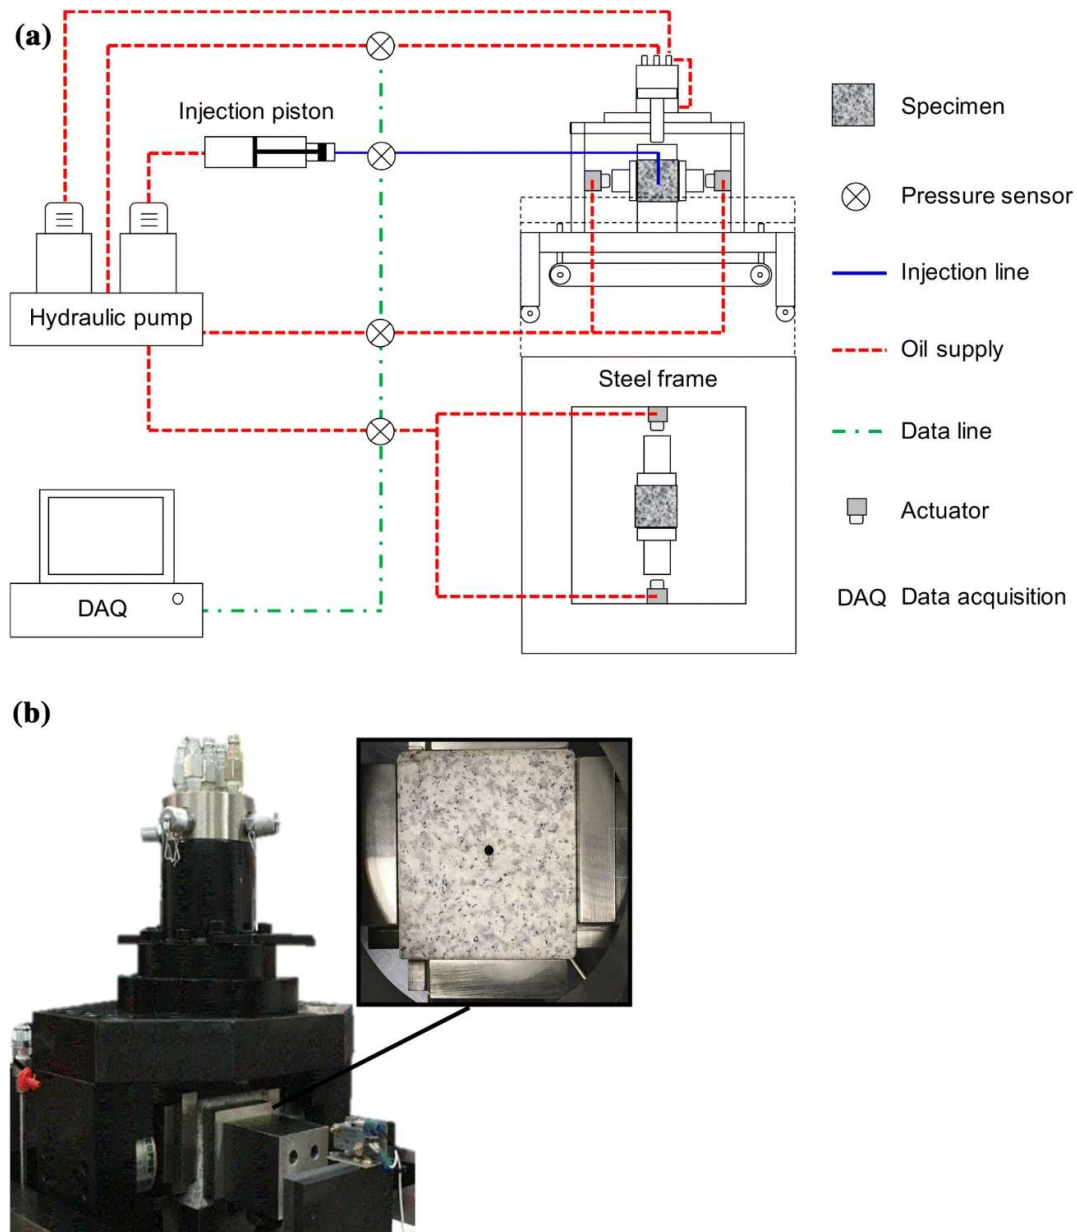 (a)
Injection piston
Specimen
Pressure sensor
Injection line
Hydraulic pump
Oil supply
Steel frame
Data line
Actuator
DAQ
DAQ Data acquisition
(b)